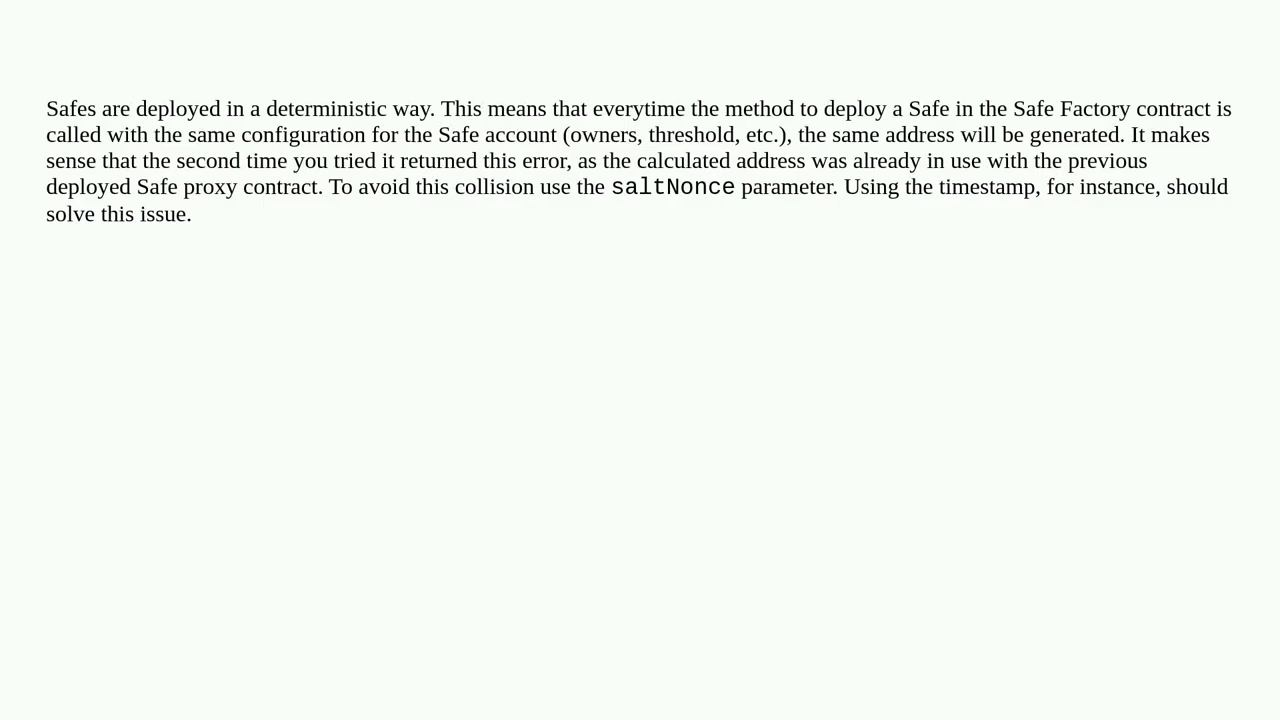 Safes are deployed in a deterministic way. This means that everytime the method to deploy a Safe in the Safe Factory contract is
called with the same configuration for the Safe account (owners, threshold, etc.), the same address will be generated. It makes
sense that the second time you tried it returned this error, as the calculated address was already in use with the previous
deployed Safe proxy contract. To avoid this collision use the saltNonce parameter. Using the timestamp, for instance, should
solve this issue.